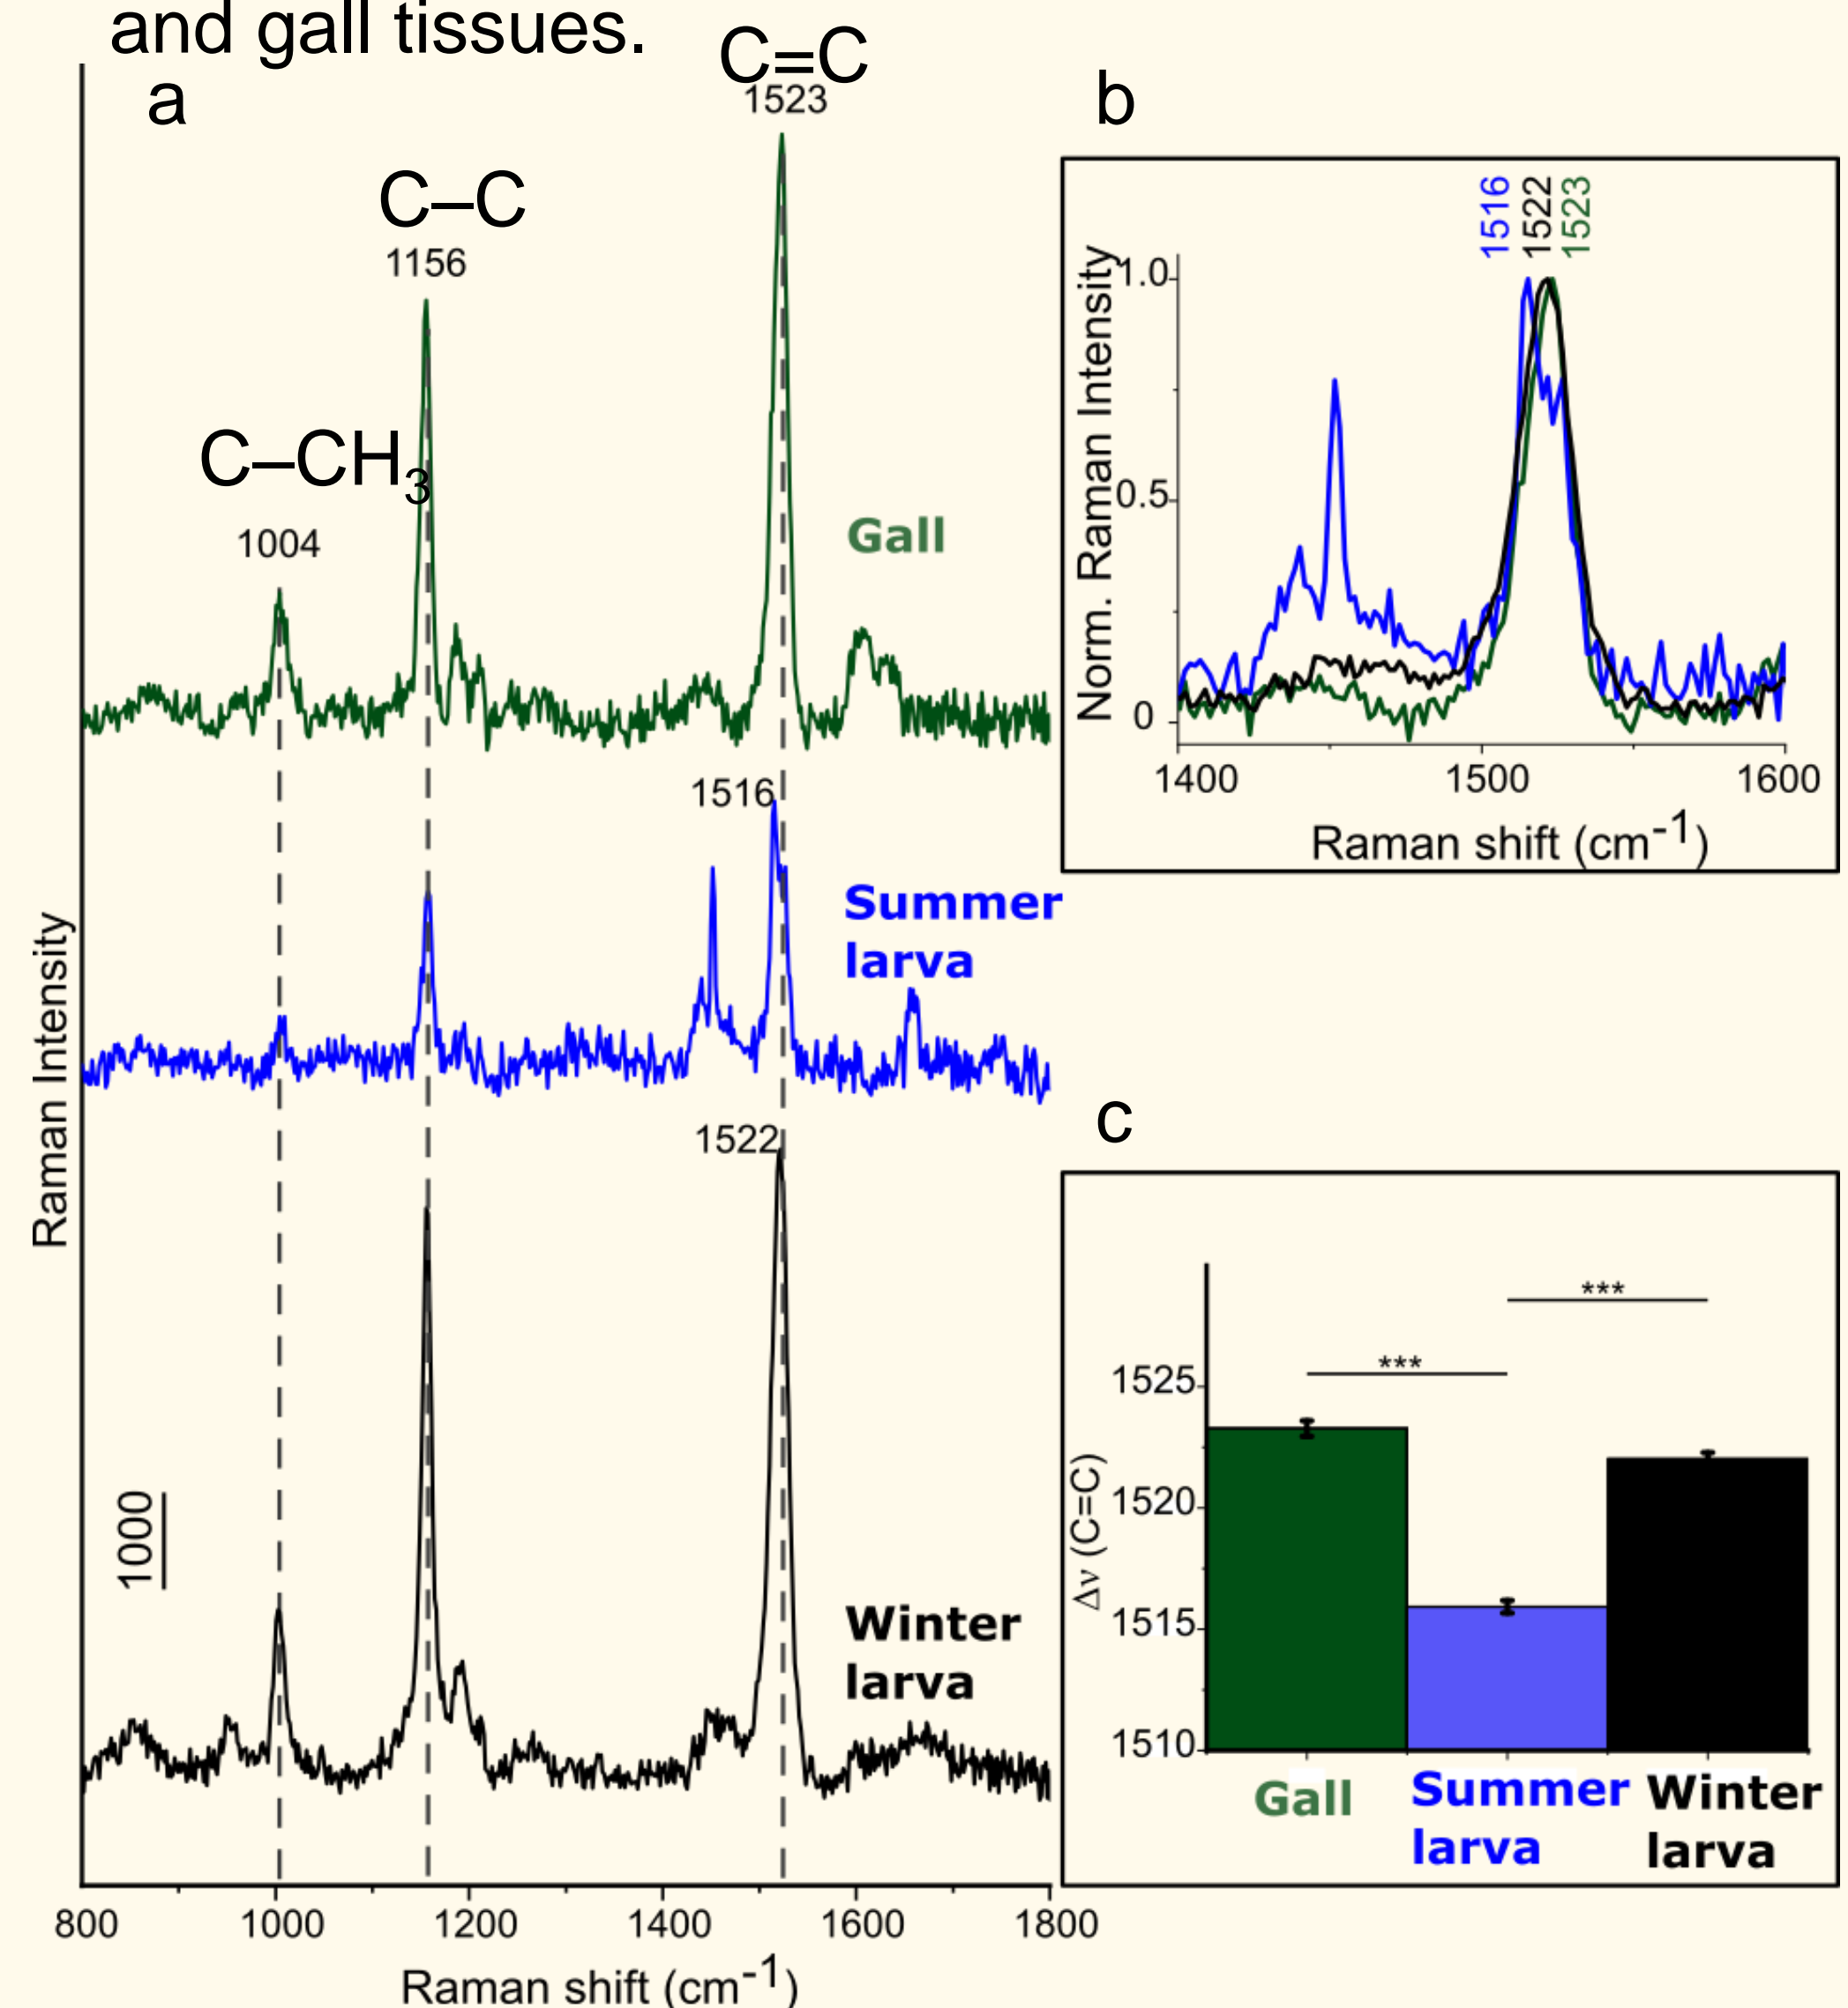 and gall tissues.
a
C=C
1523
C–C
1156
C–CH3
1004
Gall
1516
Summer
larva
1522
Winter
larva
1000
Raman Intensity
800 1000 1200 1400 1600 1800
Raman shift (cm-1)
b
1516
1522
1523
Norm. Raman Intensity
1.0
0.5
0
1400 1500 1600
Raman shift (cm-1)
c
***
***
1525
1520
1515
1510
Δν (C=C)
Gall
Summer
larva
Winter
larva